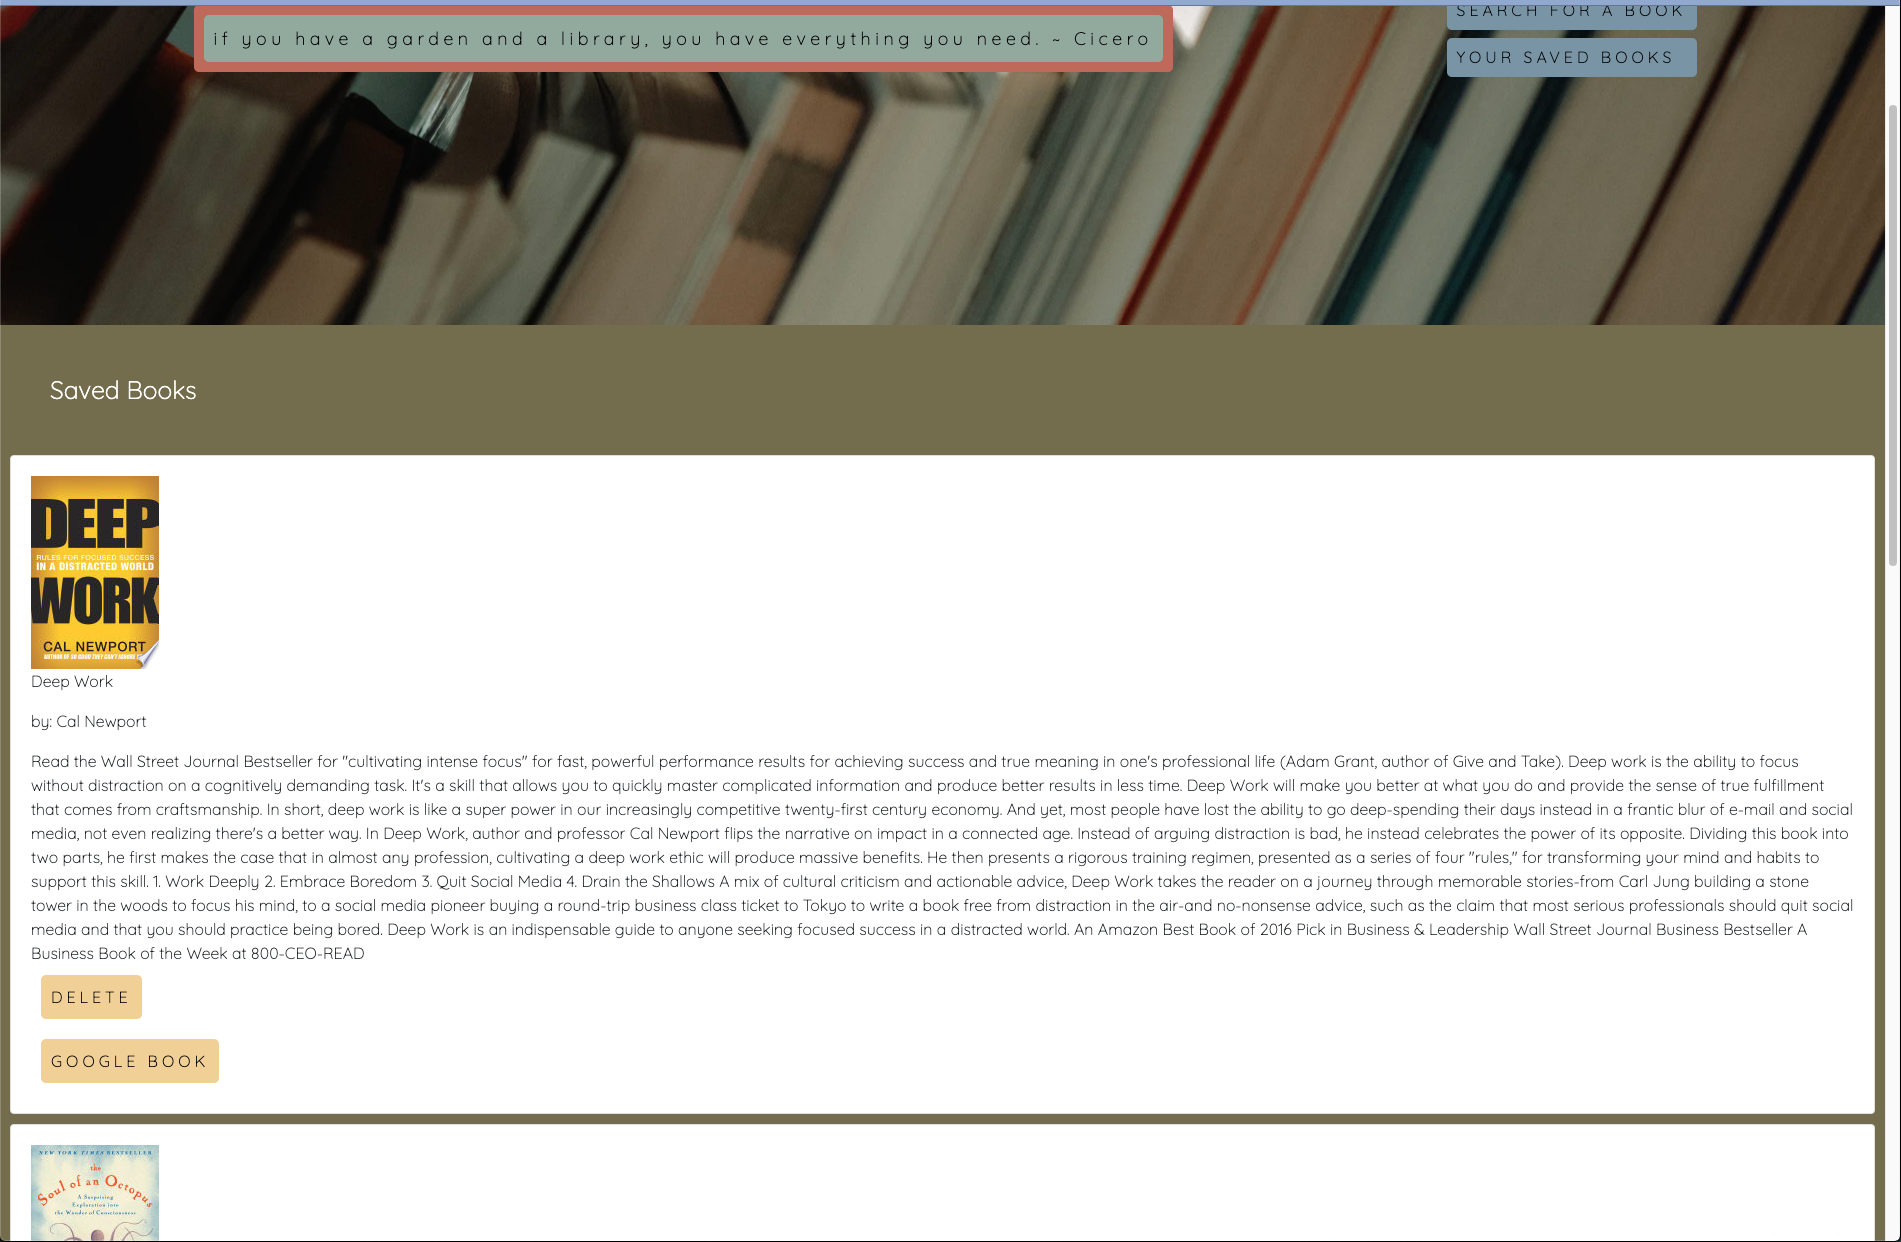 SEARCH FOR A BOOK
if you have a garden and a library, you have everything you need. ~ Cicero
YOUR SAVED BOOKS
Saved Books
DEEP
RULES FOR FOCUSED SUCCESS
IN A DISTRACTED WORLD
WORK
CAL NEWPORT
Deep Work
by: Cal Newport
Read the Wall Street Journal Bestseller for "cultivating intense focus" for fast, powerful performance results for achieving success and true meaning in one's professional life (Adam Grant, author of Give and Take). Deep work is the ability to focus
without distraction on a cognitively demanding task. It's a skill that allows you to quickly master complicated information and produce better results in less time. Deep Work will make you better at what you do and provide the sense of true fulfillment
that comes from craftsmanship. In short, deep work is like a super power in our increasingly competitive twenty-first century economy. And yet, most people have lost the ability to go deep-spending their days instead in a frantic blur of e-mail and social
media, not even realizing there's a better way. In Deep Work, author and professor Cal Newport flips the narrative on impact in a connected age. Instead of arguing distraction is bad, he instead celebrates the power of its opposite. Dividing this book into
two parts, he first makes the case that in almost any profession, cultivating a deep work ethic will produce massive benefits. He then presents a rigorous training regimen, presented as a series of four "rules," for transforming your mind and habits to
support this skill. 1. Work Deeply 2. Embrace Boredom 3. Quit Social Media 4. Drain the Shallows A mix of cultural criticism and actionable advice, Deep Work takes the reader on a journey through memorable stories-from Carl Jung building a stone
tower in the woods to focus his mind, to a social media pioneer buying a round-trip business class ticket to Tokyo to write a book free from distraction in the air-and no-nonsense advice, such as the claim that most serious professionals should quit social
media and that you should practice being bored. Deep Work is an indispensable guide to anyone seeking focused success in a distracted world. An Amazon Best Book of 2016 Pick in Business & Leadership Wall Street Journal Business Bestseller A
Business Book of the Week at 800-CEO-READ
DELETE
GOOGLE BOOK
NEW YORK TIMES BESTSELLER
the
Soul of an Octopus
A Surprising
Exploration into
the Wonder of Consciousness